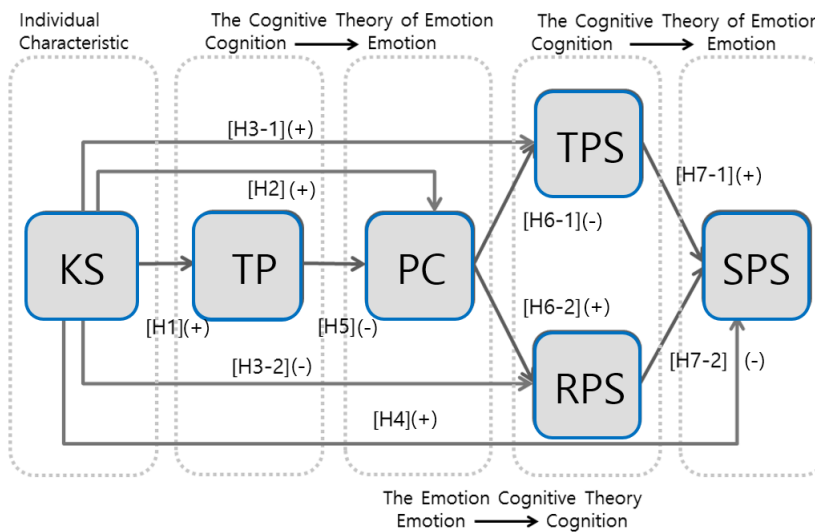 Individual
Characteristic
The Cognitive Theory of Emotion
Cognition Emotion
The Cognitive Theory of Emotion
Cognition Emotion
[H3-1](+)
TPS
[H2](+)
[H7-1](+)
[H6-1](-)
KS
TP
PC
SPS
[H1](+)
[H5](-)
[H6-2](+)
[H3-2](-)
RPS
[H7-2] (-)
[H4](+)
The Emotion Cognitive Theory
Emotion Cognition